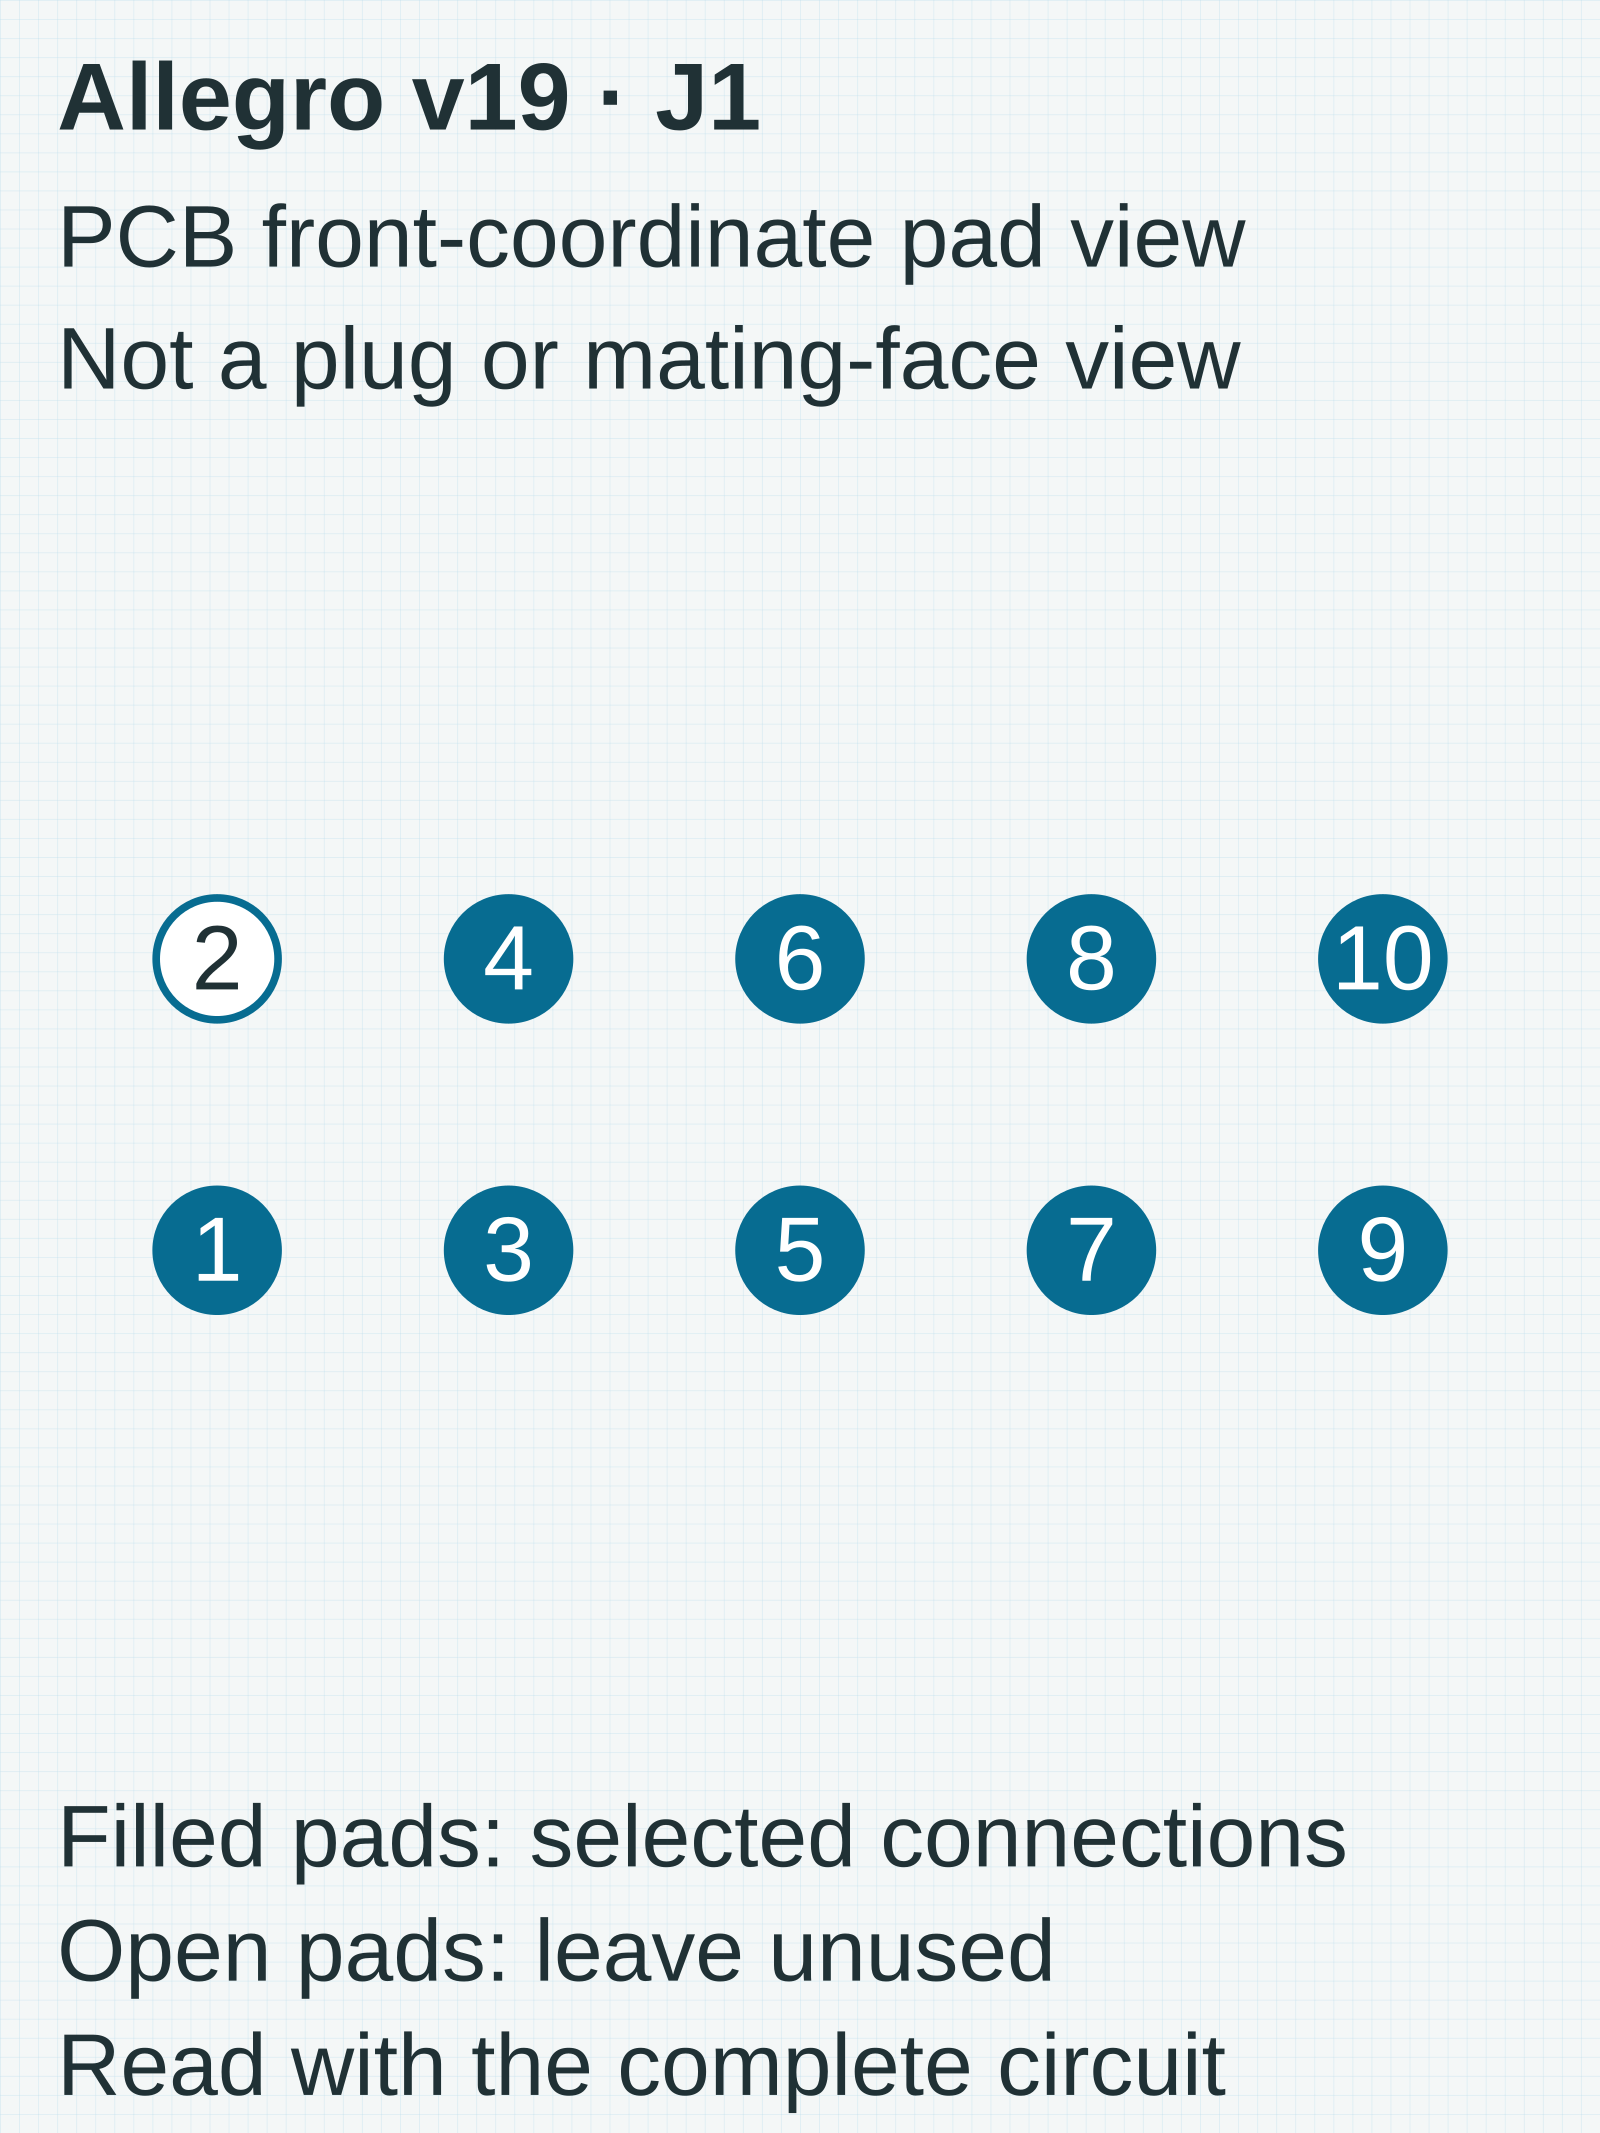 Allegro v19 · J1
PCB front-coordinate pad view
Not a plug or mating-face view
2 4 6 8 10
1 3 5 7 9
Filled pads: selected connections
Open pads: leave unused
Read with the complete circuit